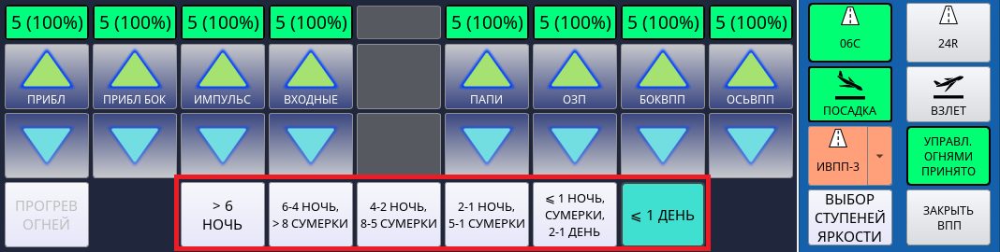 5 (100%) 5 (100%) 5 (100%) 5 (100%) 5 (100%) 5 (100%) 5 (100%) 5 (100%)
ПРИБЛ ПРИБЛ БОК ИМПУЛЬС ВХОДНЫЕ ПАПИ ОЗП БОКВПП ОСЬВПП
ПРОГРЕВ
ОГНЕЙ
> 6
НОЧЬ
6-4 НОЧЬ,
> 8 СУМЕРКИ
4-2 НОЧЬ,
8-5 СУМЕРКИ
2-1 НОЧЬ,
5-1 СУМЕРКИ
⩽ 1 НОЧЬ,
СУМЕРКИ,
2-1 ДЕНЬ
⩽ 1 ДЕНЬ
06C
24R
ПОСАДКА
ВЗЛЕТ
ИВПП-3
УПРАВЛ.
ОГНЯМИ
ПРИНЯТО
ВЫБОР
СТУПЕНЕЙ
ЯРКОСТИ
ЗАКРЫТЬ
ВПП